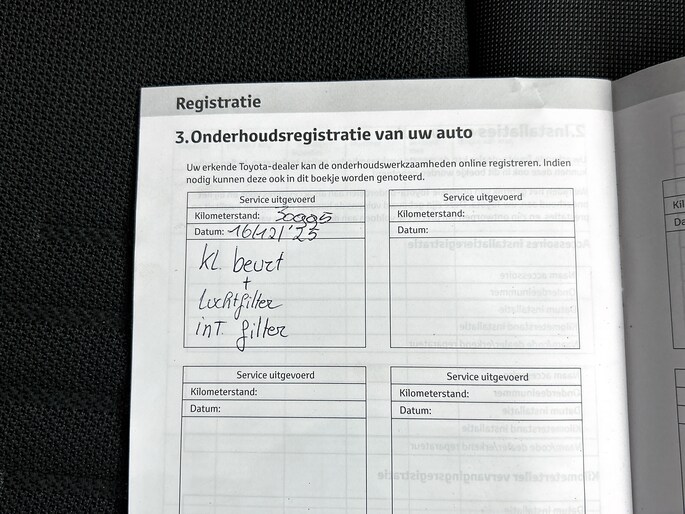 Registratie
3.Onderhoudsregistratie van uw auto
Uw erkende Toyota-dealer kan de onderhoudswerkzaamheden online registreren. Indien
nodig kunnen deze ook in dit boekje worden genoteerd.
Service uitgevoerd
Kilometerstand:
Datum: 16/12/'25
kl. beurt
+
luchtfilter
int. filter
Service uitgevoerd
Kilometerstand:
Datum:
Service uitgevoerd
Kilometerstand:
Datum:
Service uitgevoerd
Kilometerstand:
Datum: